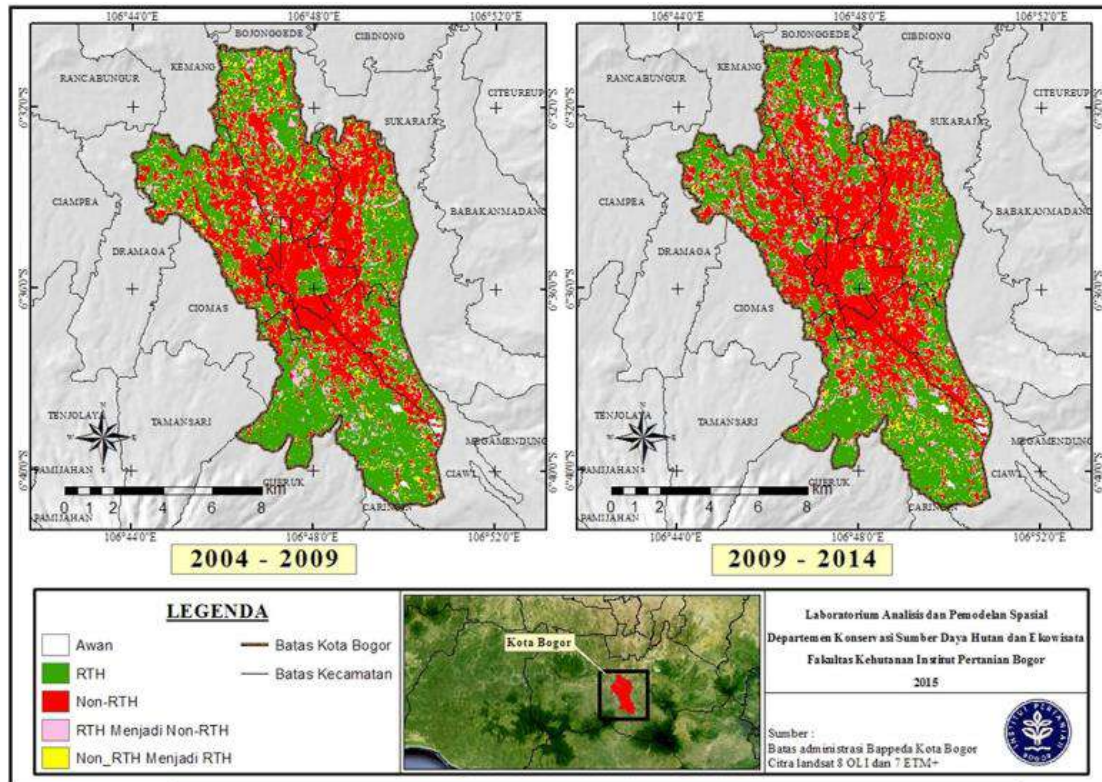 106°44'0"E 106°48'0"E 106°52'0"E
106°44'0"E 106°48'0"E 106°52'0"E
BOJONGGEDE
CIBINONG
KEMANG
RANCABUNGUR
CITEUREUP
SUKARAJA
CIAMPEA
BABAKANMADANG
DRAMAGA
CIOMAS
TENJOLAYA
TAMANSARI
MEGAMENDUNG
PAMIJAHAN
CIJERUK
CIAWI
CARINGIN
PAMIJAHAN
6°32'0"S
6°36'0"S
6°40'0"S
N
W E
S
0 1 2 4 6 8
KM
106°44'0"E 106°48'0"E 106°52'0"E
2004 - 2009
BOJONGGEDE
CIBINONG
KEMANG
RANCABUNGUR
CITEUREUP
SUKARAJA
CIAMPEA
BABAKANMADANG
DRAMAGA
CIOMAS
TENJOLAYA
TAMANSARI
MEGAMENDUNG
PAMIJAHAN
CIJERUK
CIAWI
CARINGIN
PAMIJAHAN
6°32'0"S
6°36'0"S
6°40'0"S
N
W E
S
0 1 2 4 6 8
KM
106°44'0"E 106°48'0"E 106°52'0"E
2009 - 2014
LEGENDA
Awan
RTH
Non-RTH
RTH Menjadi Non-RTH
Non_RTH Menjadi RTH
Batas Kota Bogor
Batas Kecamatan
Kota Bogor
Laboratorium Analisis dan Pemodelan Spasial
Departemen Konservasi Sumber Daya Hutan dan Ekowisata
Fakultas Kehutanan Institut Pertanian Bogor
2015
Sumber :
Batas administrasi Bappeda Kota Bogor
Citra landsat 8 OLI dan 7 ETM+
INSTITUT PERTANIAN
BOGOR